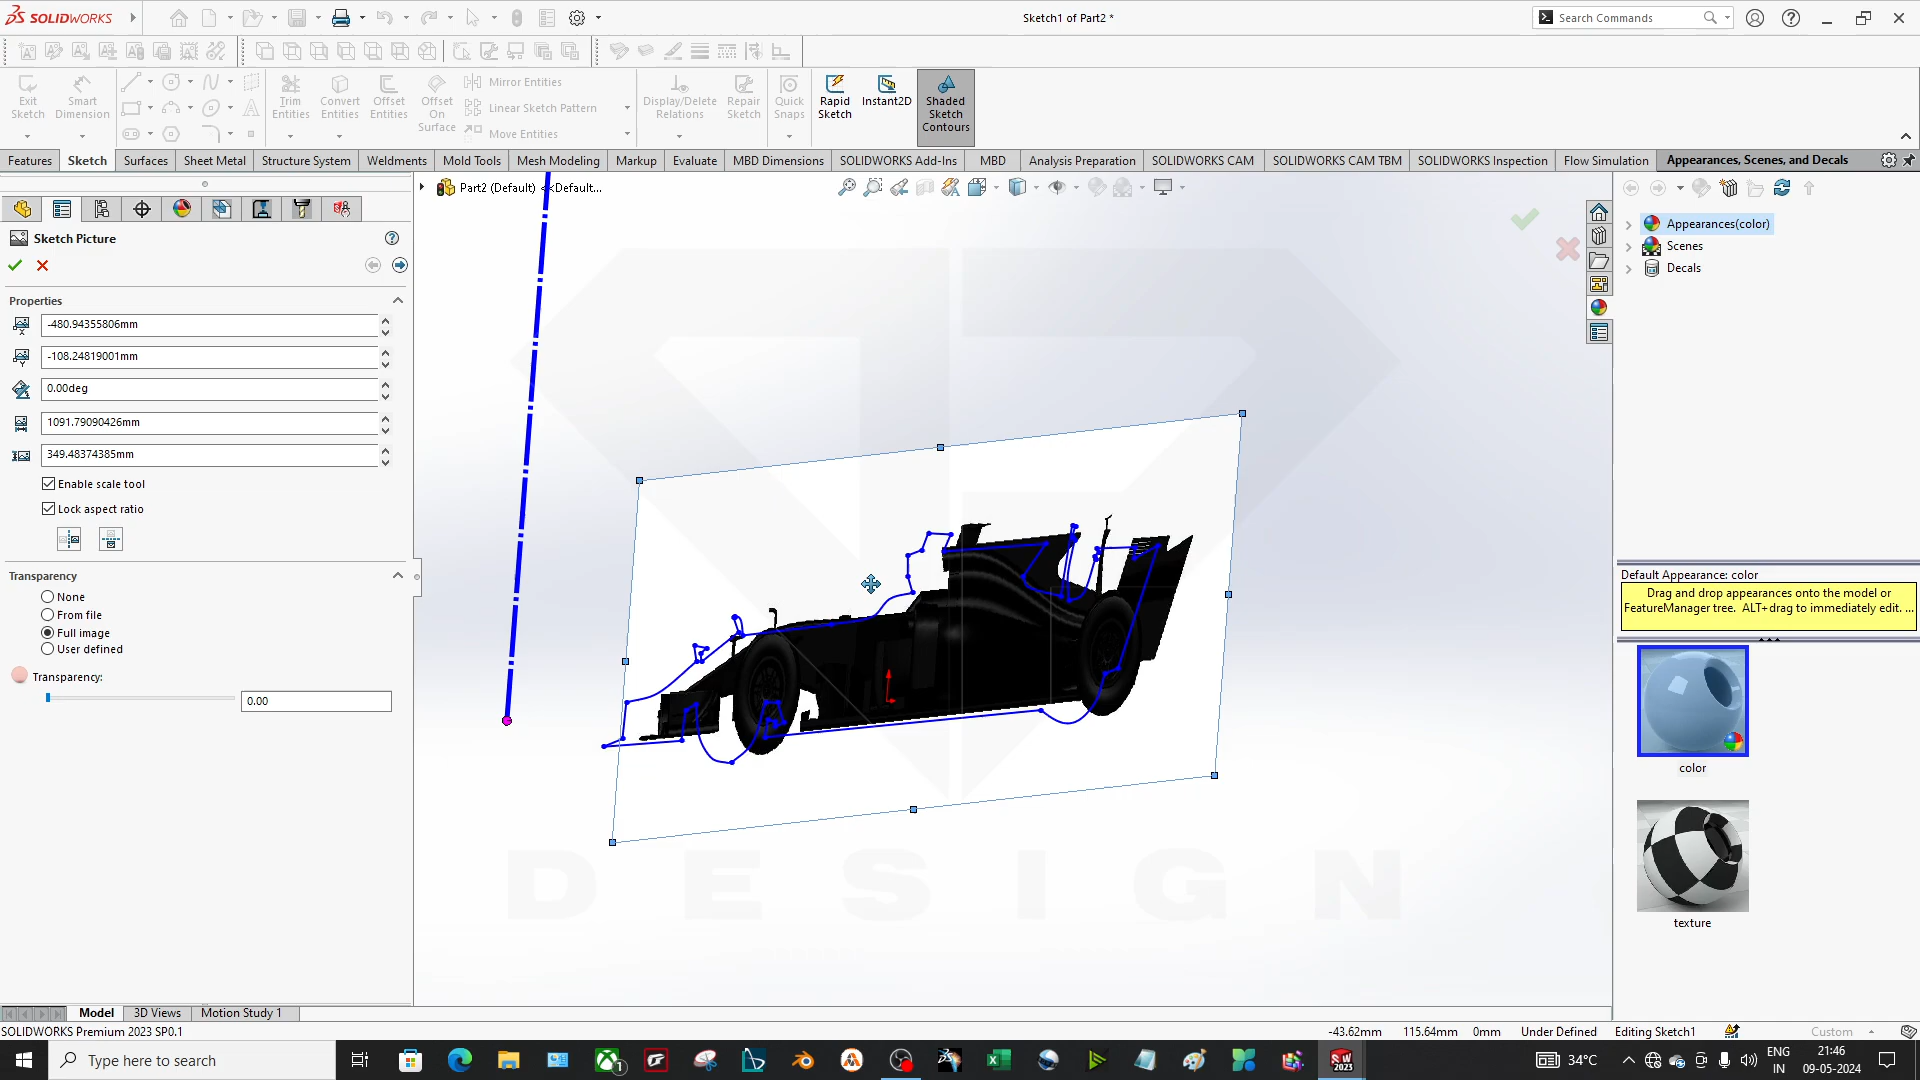 SOLIDWORKS
Sketch1 of Part2 *
Search Commands
Exit Sketch
Smart Dimension
Trim Entities
Convert Entities
Offset Entities
Offset On Surface
Mirror Entities
Linear Sketch Pattern
Move Entities
Display/Delete Relations
Repair Sketch
Quick Snaps
Rapid Sketch
Instant2D
Shaded Sketch Contours
Features
Sketch
Surfaces
Sheet Metal
Structure System
Weldments
Mold Tools
Mesh Modeling
Markup
Evaluate
MBD Dimensions
SOLIDWORKS Add-Ins
MBD
Analysis Preparation
SOLIDWORKS CAM
SOLIDWORKS CAM TBM
SOLIDWORKS Inspection
Flow Simulation
Appearances, Scenes, and Decals
Part2 (Default) <<Default...
Sketch Picture
Properties
-480.94355806mm
-108.24819001mm
0.00deg
1091.79090426mm
349.48374385mm
Enable scale tool
Lock aspect ratio
Transparency
None
From file
Full image
User defined
Transparency:
0.00
Appearances(color)
Scenes
Decals
Default Appearance: color
Drag and drop appearances onto the model or
FeatureManager tree. ALT+drag to immediately edit. ...
color
texture
DESIGN
Model
3D Views
Motion Study 1
SOLIDWORKS Premium 2023 SP0.1
-43.62mm
115.64mm
0mm
Under Defined
Editing Sketch1
Custom
Type here to search
1
SW
2023
34°C
ENG
IN
21:46
09-05-2024